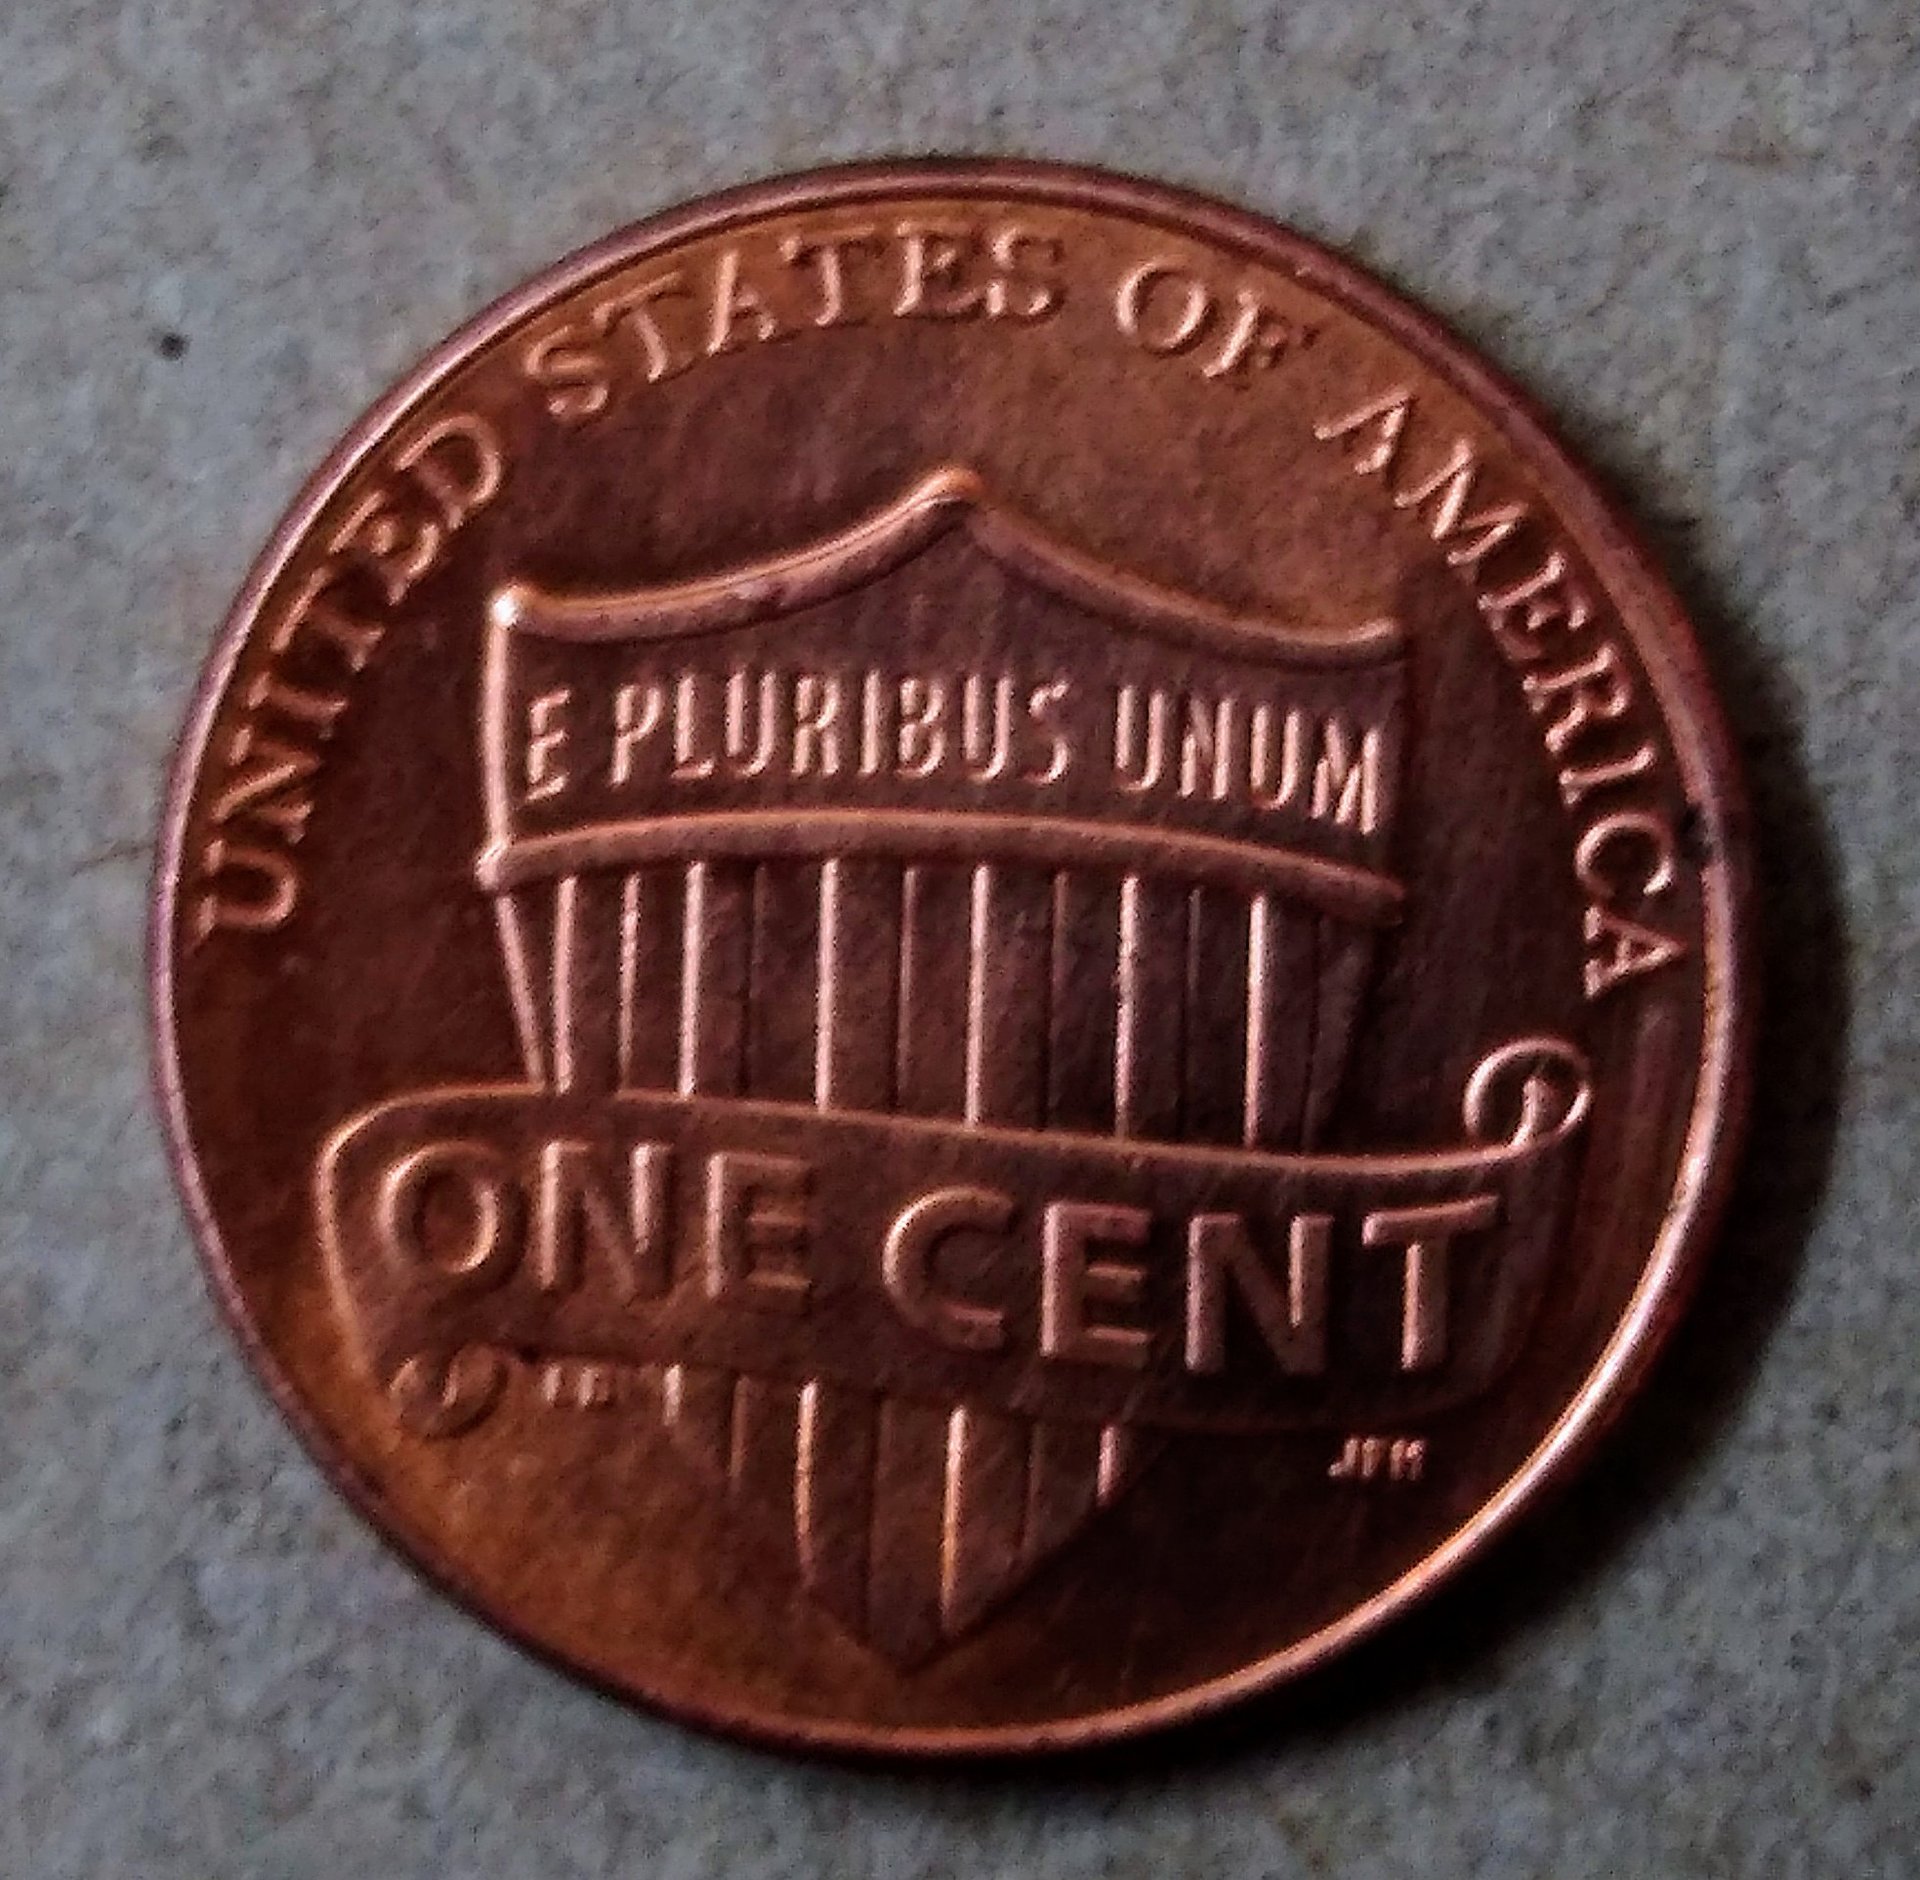 UNITED STATES OF AMERICA
E PLURIBUS UNUM
ONE CENT